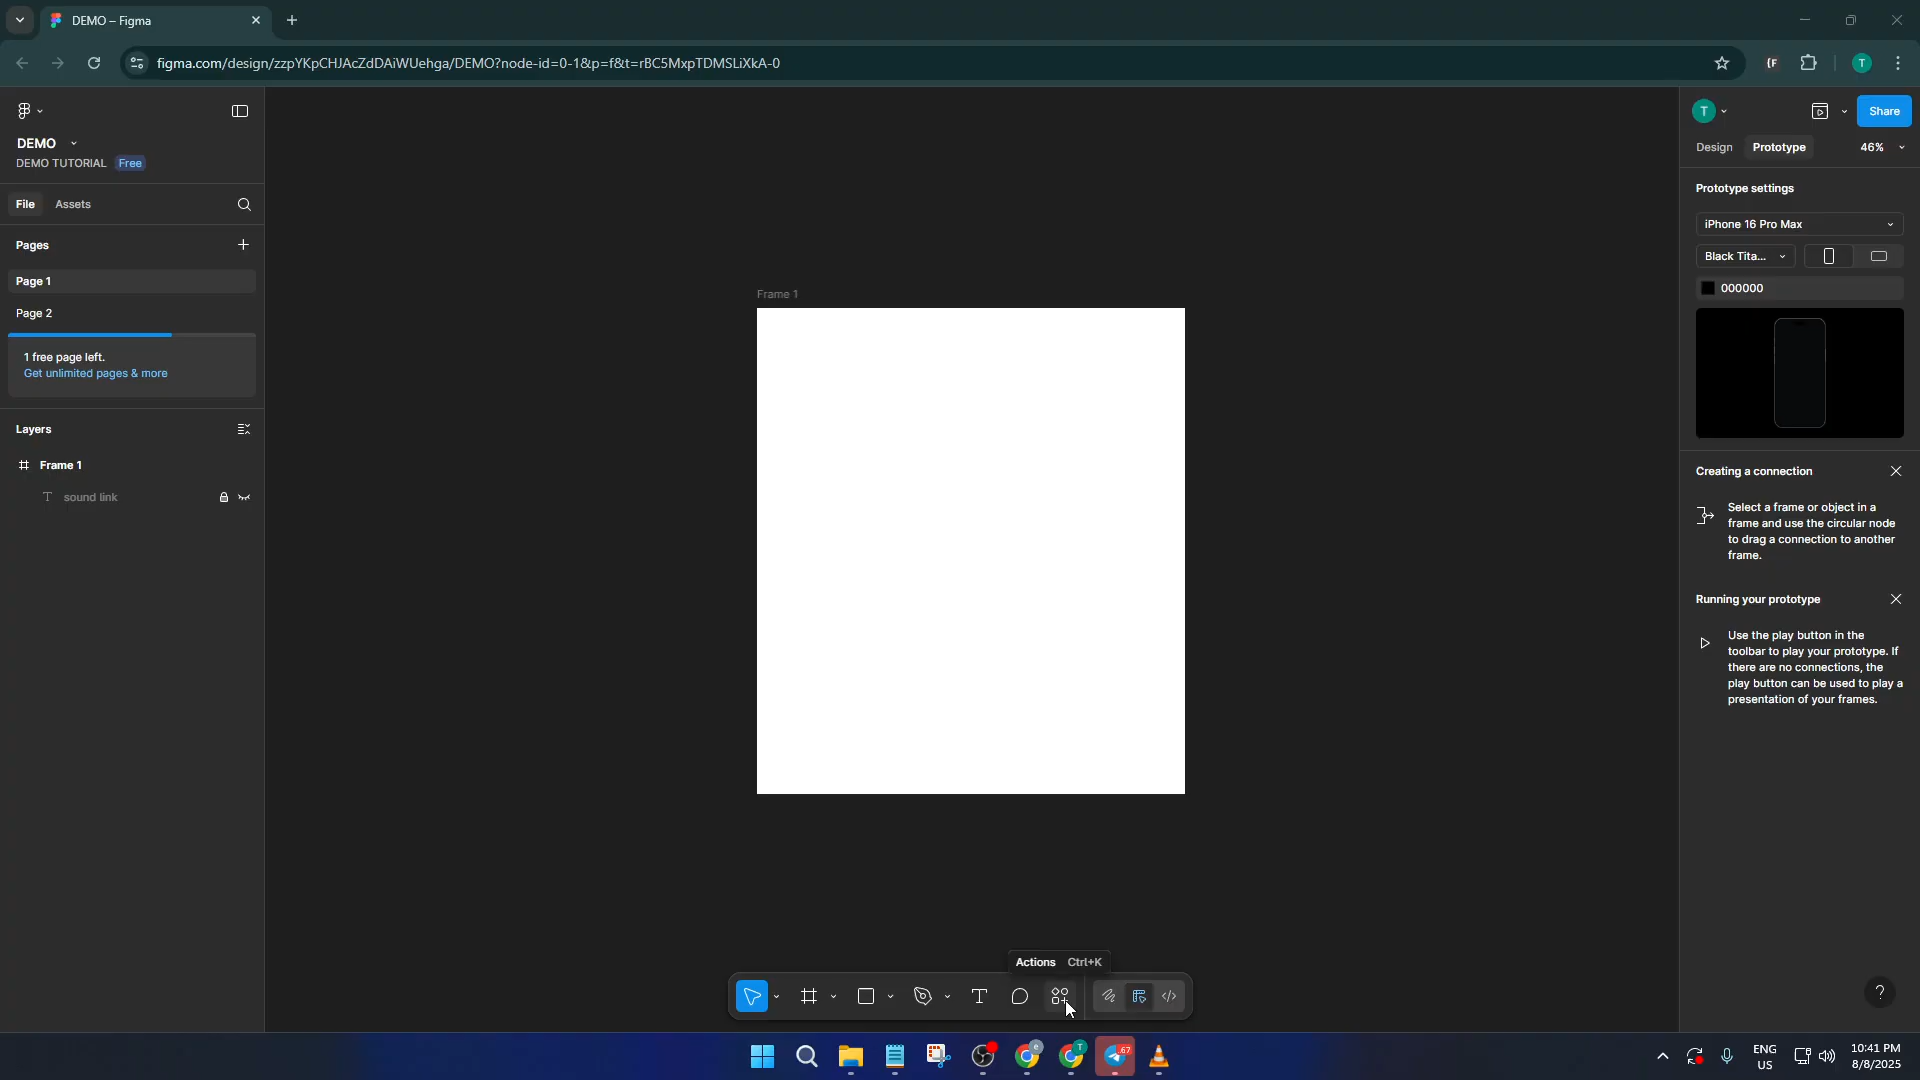 DEMO – Figma
figma.com/design/zzpYKpCHJAcZdDAiWUehga/DEMO?node-id=0-1&p=f&t=rBC5MxpTDMSLiXkA-0
T
DEMO
DEMO TUTORIAL Free
File Assets
Pages
Page 1
Page 2
1 free page left.
Get unlimited pages & more
Layers
Frame 1
T sound link
Frame 1
T
Share
Design Prototype 46%
Prototype settings
iPhone 16 Pro Max
Black Tita...
000000
Creating a connection
Select a frame or object in a
frame and use the circular node
to drag a connection to another
frame.
Running your prototype
Use the play button in the
toolbar to play your prototype. If
there are no connections, the
play button can be used to play a
presentation of your frames.
Actions Ctrl+K
?
e
T
67
ENG
US
10:41 PM
8/8/2025